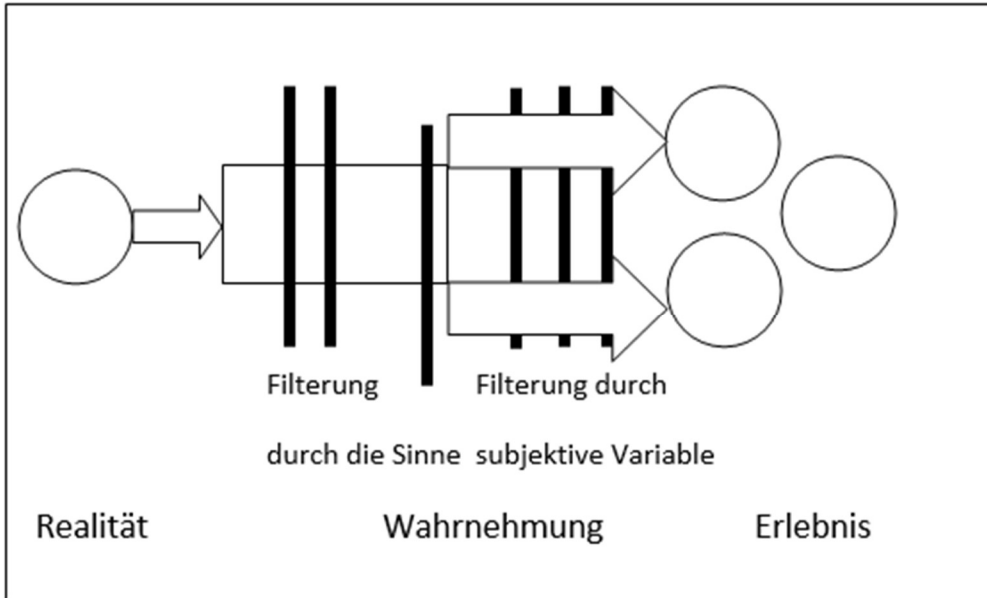 Filterung
Filterung durch
durch die Sinne
subjektive Variable
Realität
Wahrnehmung
Erlebnis